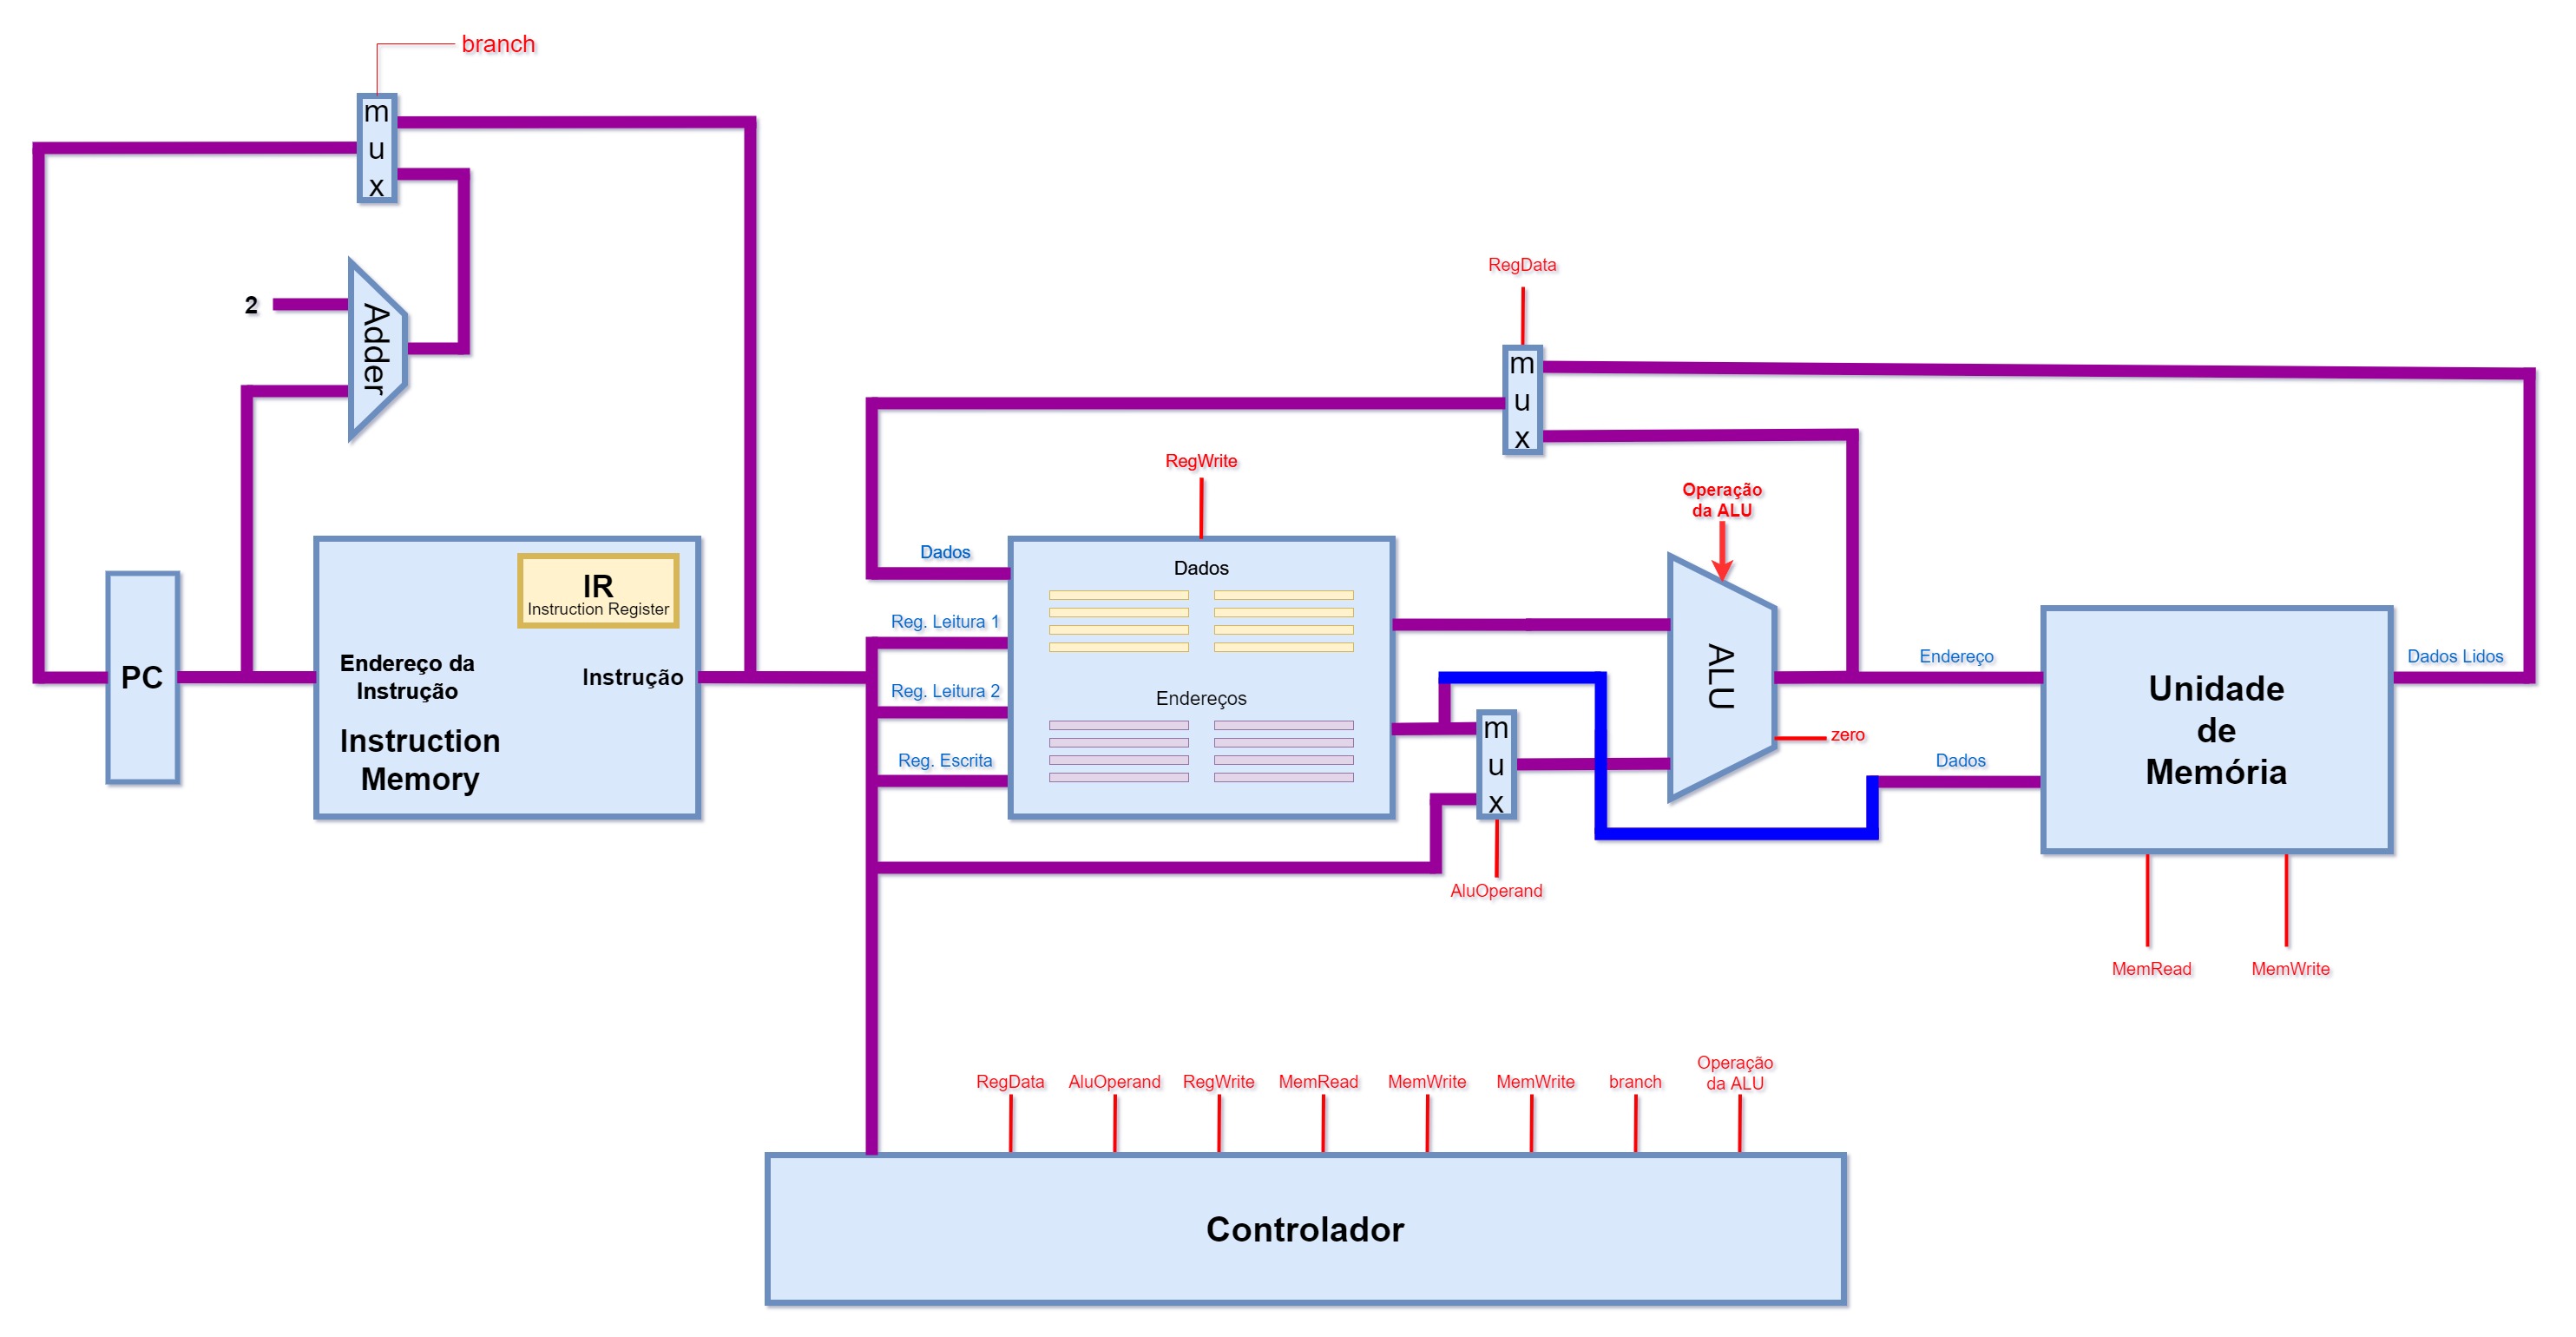 branch
m
u
x
2
Adder
RegData
m
u
x
RegWrite
Operação
da ALU
PC
IR
Instruction Register
Endereço da
Instrução
Instrução
Instruction
Memory
Dados
Reg. Leitura 1
Reg. Leitura 2
Reg. Escrita
Dados
Endereços
m
u
x
AluOperand
ALU
zero
Endereço
Dados
Unidade
de
Memória
Dados Lidos
MemRead
MemWrite
RegData
AluOperand
RegWrite
MemRead
MemWrite
MemWrite
branch
Operação
da ALU
Controlador